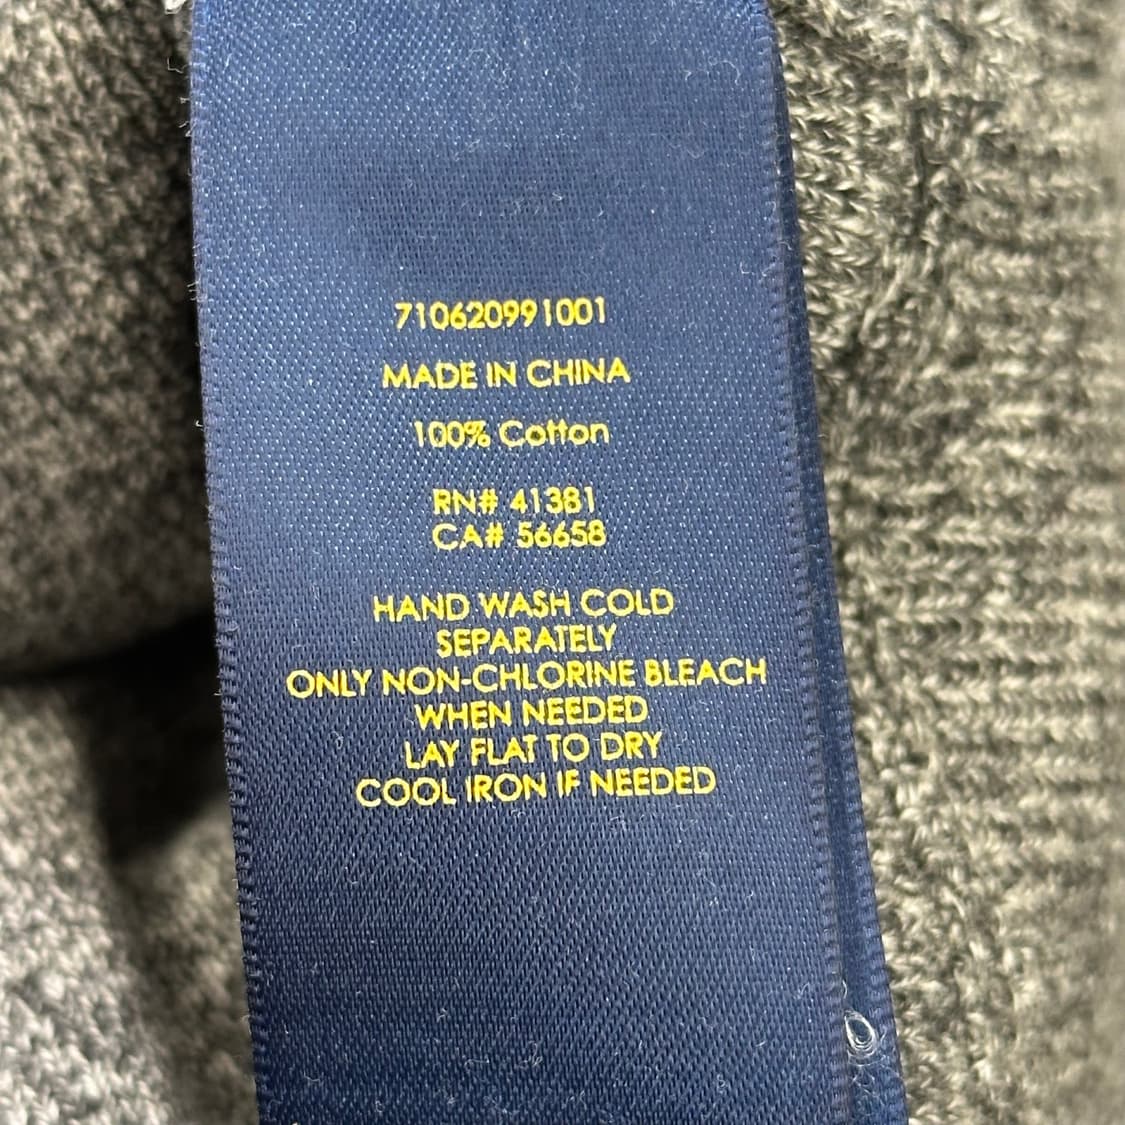 710620991001
MADE IN CHINA
100% Cotton
RN# 41381
CA# 56658
HAND WASH COLD
SEPARATELY
ONLY NON-CHLORINE BLEACH
WHEN NEEDED
LAY FLAT TO DRY
COOL IRON IF NEEDED